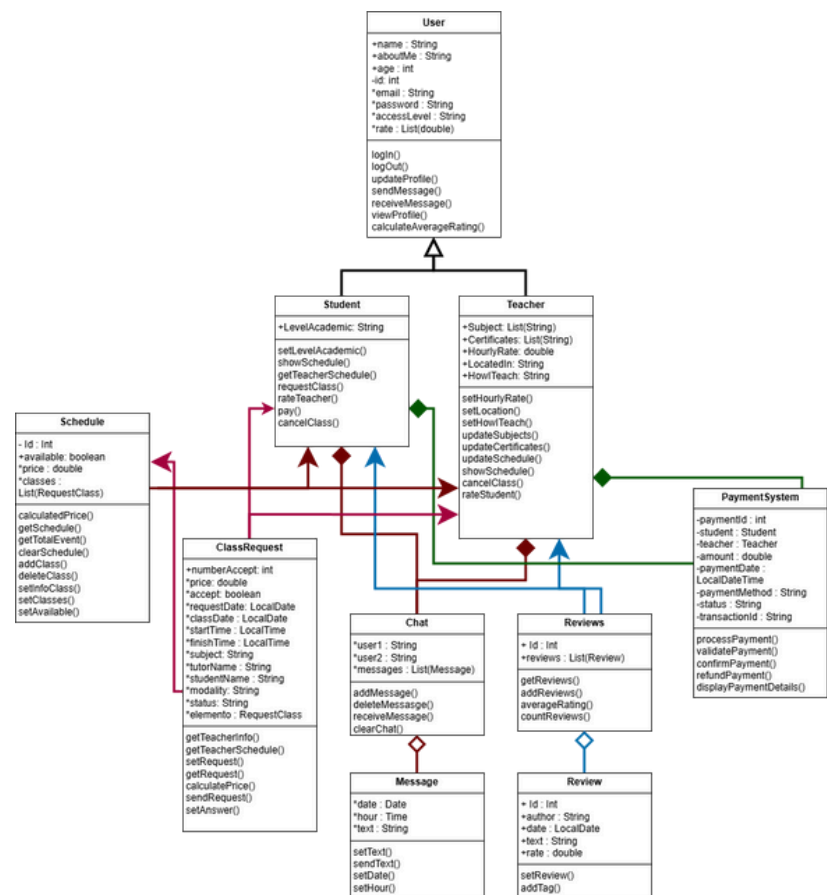 User
+name : String
+aboutMe : String
+age : int
-id: int
*email : String
*password : String
*accessLevel : String
*rate : List(double)
logIn()
logOut()
updateProfile()
sendMessage()
receiveMessage()
viewProfile()
calculateAverageRating()
Student
+LevelAcademic: String
setLevelAcademic()
showSchedule()
getTeacherSchedule()
requestClass()
rateTeacher()
pay()
cancelClass()
Teacher
+Subject: List(String)
+Certificates: List(String)
+HourlyRate: double
+LocatedIn: String
+HowITeach: String
setHourlyRate()
setLocation()
setHowITeach()
updateSubjects()
updateCertificates()
updateSchedule()
showSchedule()
cancelClass()
rateStudent()
Schedule
- Id : Int
+available: boolean
*price : double
*classes :
List(RequestClass)
calculatedPrice()
getSchedule()
getTotalEvent()
clearSchedule()
addClass()
deleteClass()
setInfoClass()
setClasses()
setAvailable()
ClassRequest
+numberAccept: int
*price: double
*accept: boolean
*requestDate: LocalDate
*classDate : LocalDate
*startTime : LocalTime
*finishTime : LocalTime
*subject: String
*tutorName : String
*studentName : String
*modality: String
*status: String
*elemento : RequestClass
getTeacherInfo()
getTeacherSchedule()
setRequest()
getRequest()
calculatePrice()
sendRequest()
setAnswer()
PaymentSystem
-paymentId : int
-student : Student
-teacher : Teacher
-amount : double
-paymentDate :
LocalDateTime
-paymentMethod : String
-status : String
-transactionId : String
processPayment()
validatePayment()
confirmPayment()
refundPayment()
displayPaymentDetails()
Chat
*user1 : String
*user2 : String
*messages : List(Message)
addMessage()
deleteMessasge()
receiveMessage()
clearChat()
Reviews
+ Id : Int
+reviews : List(Review)
getReviews()
addReviews()
averageRating()
countReviews()
Message
*date : Date
*hour : Time
*text : String
setText()
sendText()
setDate()
setHour()
Review
+ Id : Int
+author : String
+date : LocalDate
+text : String
+rate : double
setReview()
addTag()